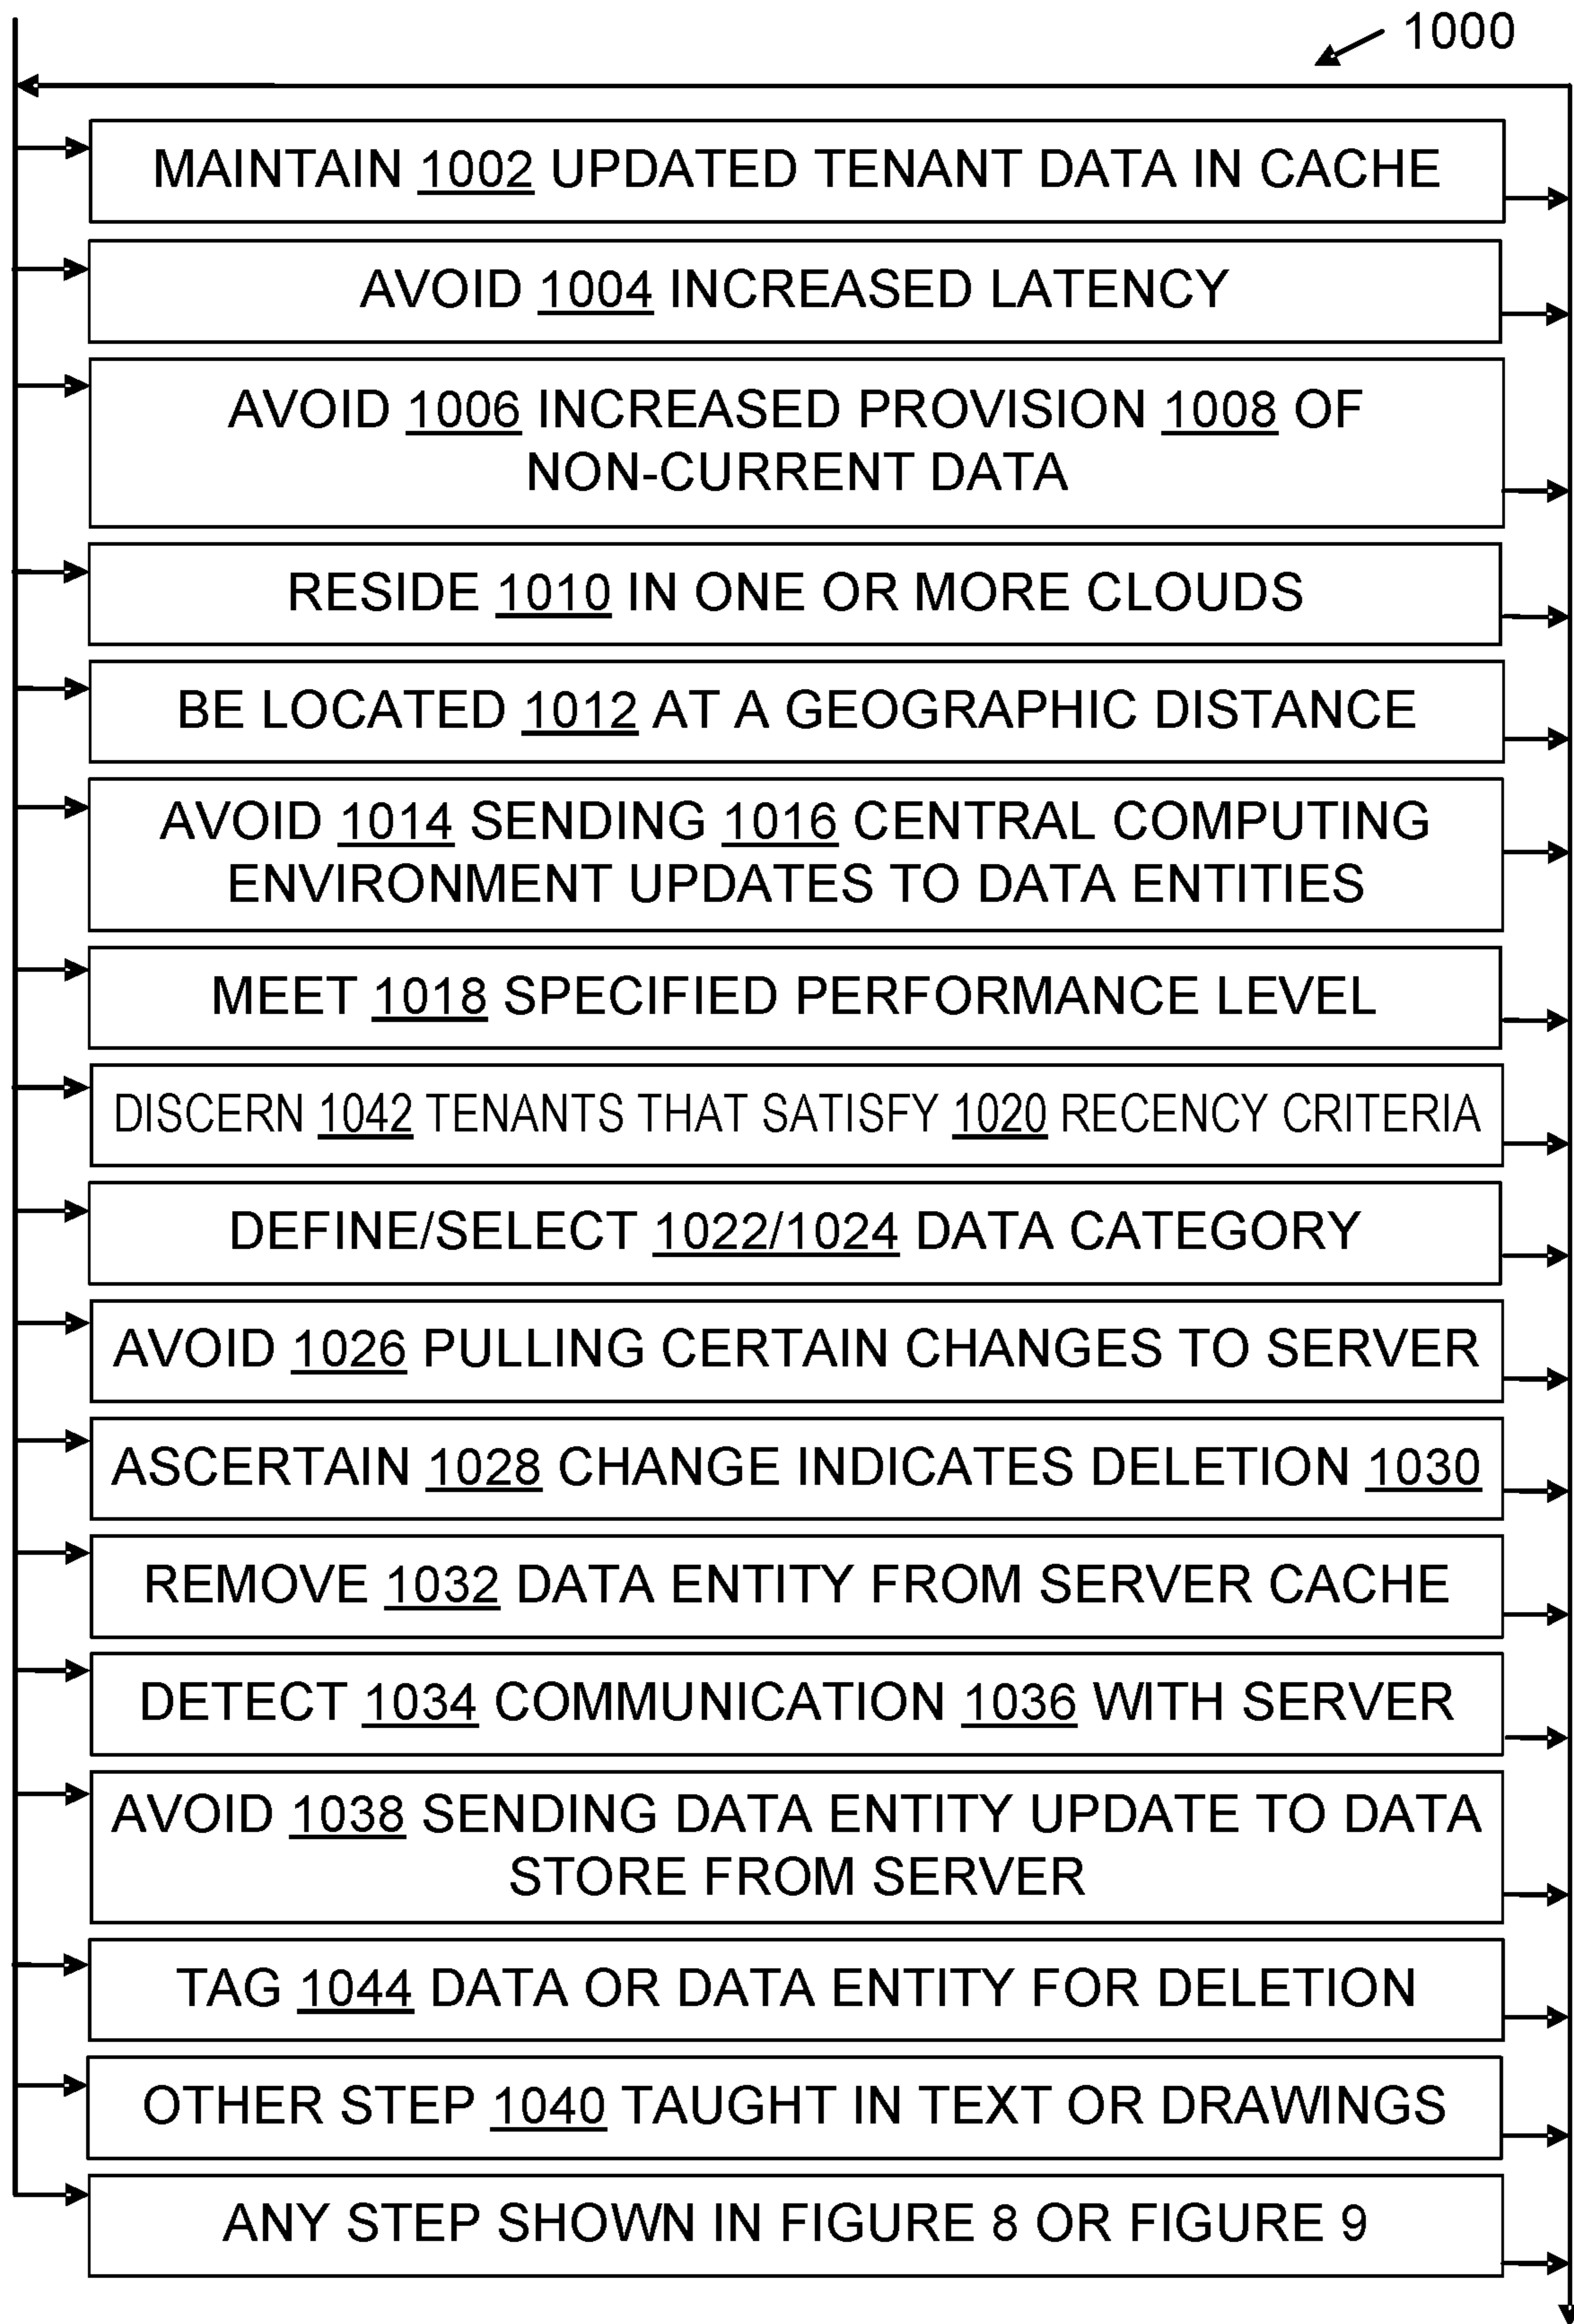 1000
MAINTAIN 1002 UPDATED TENANT DATA IN CACHE
AVOID 1004 INCREASED LATENCY
AVOID 1006 INCREASED PROVISION 1008 OF
NON-CURRENT DATA
RESIDE 1010 IN ONE OR MORE CLOUDS
BE LOCATED 1012 AT A GEOGRAPHIC DISTANCE
AVOID 1014 SENDING 1016 CENTRAL COMPUTING
ENVIRONMENT UPDATES TO DATA ENTITIES
MEET 1018 SPECIFIED PERFORMANCE LEVEL
DISCERN 1042 TENANTS THAT SATISFY 1020 RECENCY CRITERIA
DEFINE/SELECT 1022/1024 DATA CATEGORY
AVOID 1026 PULLING CERTAIN CHANGES TO SERVER
ASCERTAIN 1028 CHANGE INDICATES DELETION 1030
REMOVE 1032 DATA ENTITY FROM SERVER CACHE
DETECT 1034 COMMUNICATION 1036 WITH SERVER
AVOID 1038 SENDING DATA ENTITY UPDATE TO DATA
STORE FROM SERVER
TAG 1044 DATA OR DATA ENTITY FOR DELETION
OTHER STEP 1040 TAUGHT IN TEXT OR DRAWINGS
ANY STEP SHOWN IN FIGURE 8 OR FIGURE 9